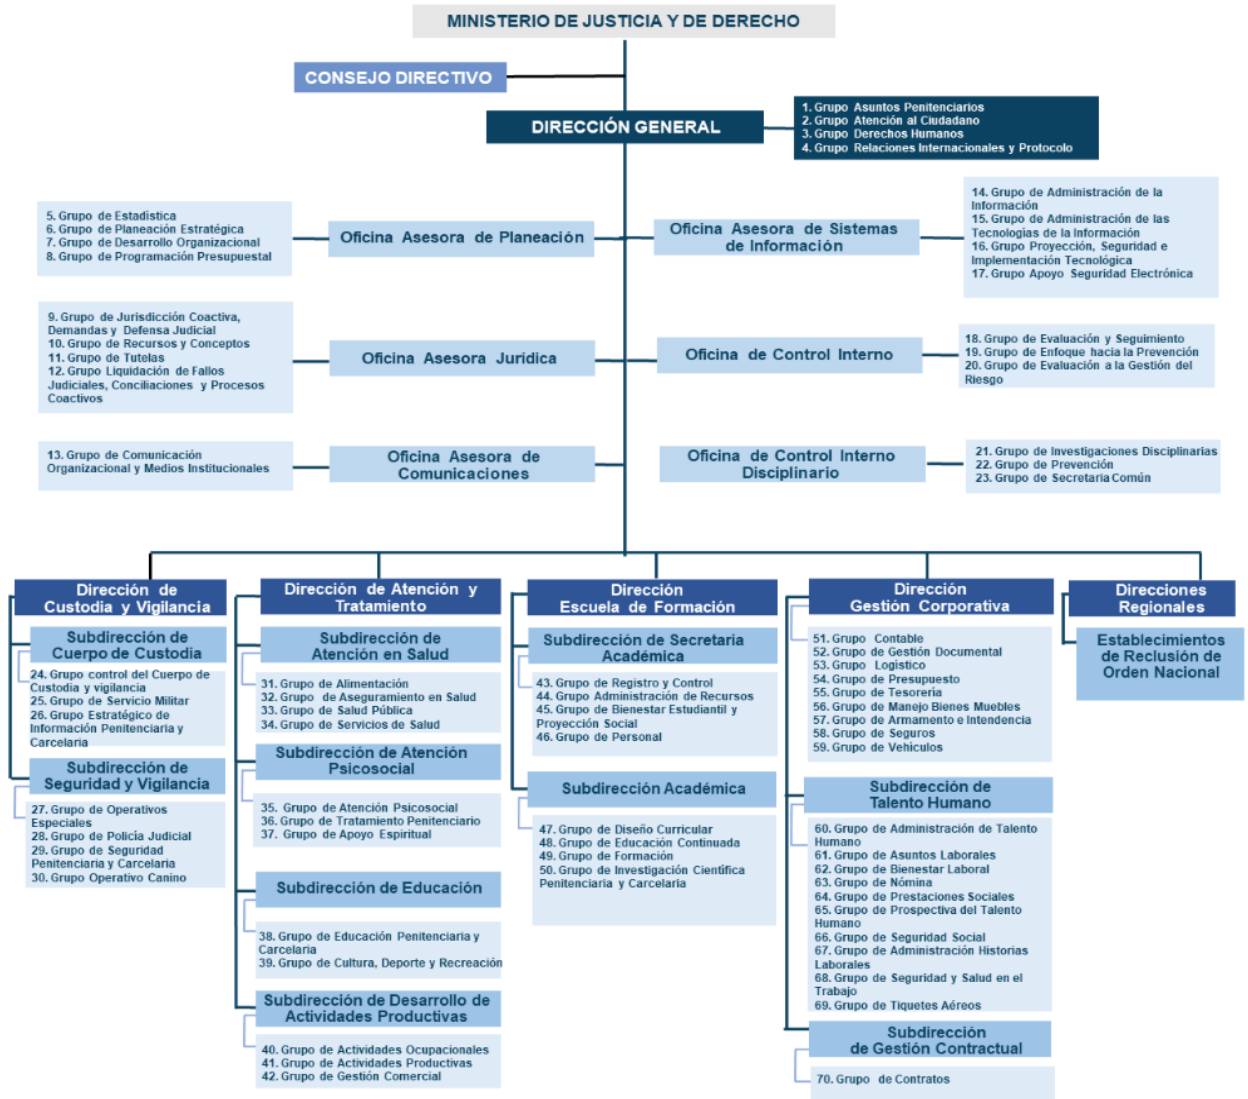 MINISTERIO DE JUSTICIA Y DE DERECHO
CONSEJO DIRECTIVO
DIRECCIÓN GENERAL
1. Grupo Asuntos Penitenciarios
2. Grupo Atención al Ciudadano
3. Grupo Derechos Humanos
4. Grupo Relaciones Internacionales y Protocolo
5. Grupo de Estadística
6. Grupo de Planeación Estratégica
7. Grupo de Desarrollo Organizacional
8. Grupo de Programación Presupuestal
Oficina Asesora de Planeación
Oficina Asesora de Sistemas
de Información
14. Grupo de Administración de la
Información
15. Grupo de Administración de las
Tecnologias de la Información
16. Grupo Proyección, Seguridad e
Implementación Tecnológica
17. Grupo Apoyo Seguridad Electrónica
9. Grupo de Jurisdicción Coactiva,
Demandas y Defensa Judicial
10. Grupo de Recursos y Conceptos
11. Grupo de Tutelas
12. Grupo Liquidación de Fallos
Judiciales, Conciliaciones y Procesos
Coactivos
Oficina Asesora Jurídica
Oficina de Control Interno
18. Grupo de Evaluación y Seguimiento
19. Grupo de Enfoque hacia la Prevención
20. Grupo de Evaluación a la Gestión del
Riesgo
13. Grupo de Comunicación
Organizacional y Medios Institucionales
Oficina Asesora de
Comunicaciones
Oficina de Control Interno
Disciplinario
21. Grupo de Investigaciones Disciplinarias
22. Grupo de Prevención
23. Grupo de Secretaria Común
Dirección de
Custodia y Vigilancia
Subdirección de
Cuerpo de Custodia
24. Grupo control del Cuerpo de
Custodia y vigilancia
25. Grupo de Servicio Militar
26. Grupo Estratégico de
Información Penitenciaria y
Carcelaria
Subdirección de
Seguridad y Vigilancia
27. Grupo de Operativos
Especiales
28. Grupo de Policía Judicial
29. Grupo de Seguridad
Penitenciaria y Carcelaria
30. Grupo Operativo Canino
Dirección de Atención y
Tratamiento
Subdirección de
Atención en Salud
31. Grupo de Alimentación
32. Grupo de Aseguramiento en Salud
33. Grupo de Salud Pública
34. Grupo de Servicios de Salud
Subdirección de Atención
Psicosocial
35. Grupo de Atención Psicosocial
36. Grupo de Tratamiento Penitenciario
37. Grupo de Apoyo Espiritual
Subdirección de Educación
38. Grupo de Educación Penitenciaria y
Carcelaria
39. Grupo de Cultura, Deporte y Recreación
Subdirección de Desarrollo de
Actividades Productivas
40. Grupo de Actividades Ocupacionales
41. Grupo de Actividades Productivas
42. Grupo de Gestión Comercial
Dirección
Escuela de Formación
Subdirección de Secretaria
Académica
43. Grupo de Registro y Control
44. Grupo Administración de Recursos
45. Grupo de Bienestar Estudiantil y
Proyección Social
46. Grupo de Personal
Subdirección Académica
47. Grupo de Diseño Curricular
48. Grupo de Educación Continuada
49. Grupo de Formación
50. Grupo de Investigación Científica
Penitenciaria y Carcelaria
Dirección
Gestión Corporativa
51. Grupo Contable
52. Grupo de Gestión Documental
53. Grupo Logístico
54. Grupo de Presupuesto
55. Grupo de Tesorería
56. Grupo de Manejo Bienes Muebles
57. Grupo de Armamento e Intendencia
58. Grupo de Seguros
59. Grupo de Vehículos
Subdirección de
Talento Humano
60. Grupo de Administración de Talento
Humano
61. Grupo de Asuntos Laborales
62. Grupo de Bienestar Laboral
63. Grupo de Nómina
64. Grupo de Prestaciones Sociales
65. Grupo de Prospectiva del Talento
Humano
66. Grupo de Seguridad Social
67. Grupo de Administración Historias
Laborales
68. Grupo de Seguridad y Salud en el
Trabajo
69. Grupo de Tiquetes Aéreos
Subdirección
de Gestión Contractual
70. Grupo de Contratos
Direcciones
Regionales
Establecimientos
de Reclusión de
Orden Nacional